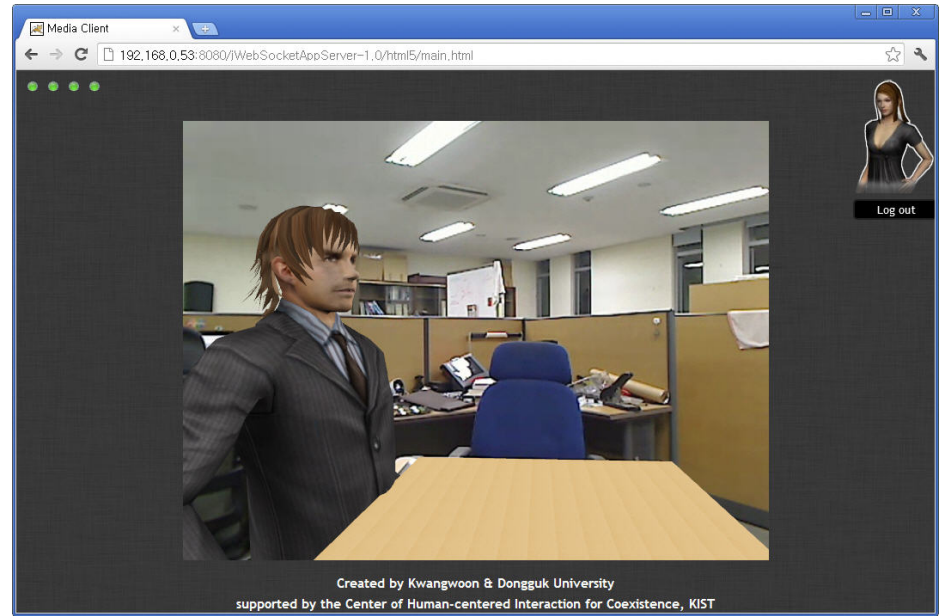 Media Client
192,168,0,53:8080/jWebSocketAppServer-1,0/html5/main,html
Log out
Created by Kwangwoon & Dongguk University
supported by the Center of Human-centered Interaction for Coexistence, KIST